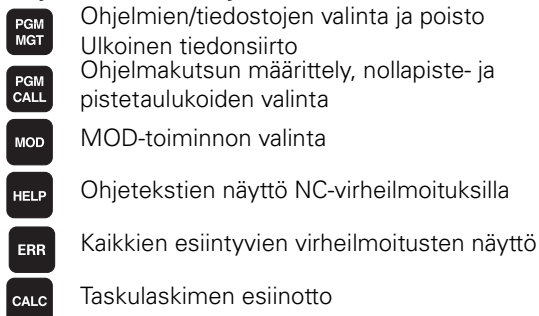 PGM
MGT
Ohjelmien/tiedostojen valinta ja poisto
Ulkoinen tiedonsiirto
PGM
CALL
Ohjelmakutsun määrittely, nollapiste- ja
pistetaulukoiden valinta
MOD
MOD-toiminnon valinta
HELP
Ohjetekstien näyttö NC-virheilmoituksilla
ERR
Kaikkien esiintyvien virheilmoitusten näyttö
CALC
Taskulaskimen esiinotto